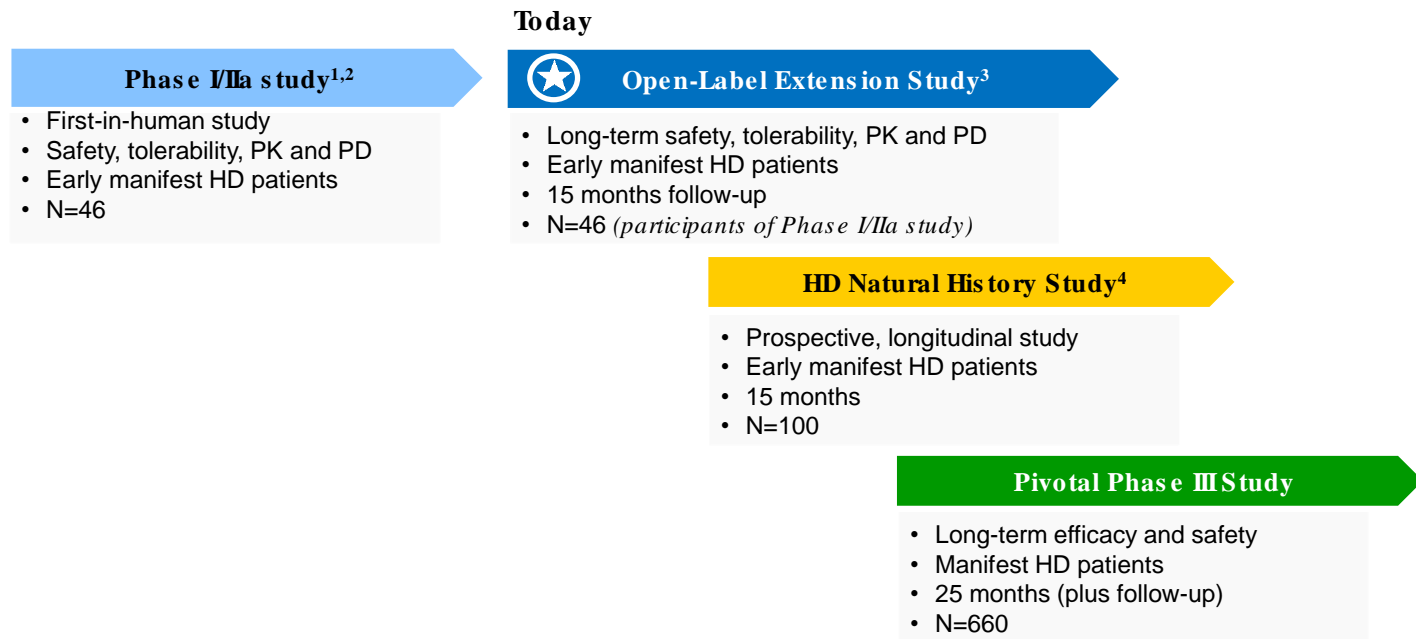 Today
Phase I/IIa study1,2
• First-in-human study
• Safety, tolerability, PK and PD
• Early manifest HD patients
• N=46
Open-Label Extension Study3
• Long-term safety, tolerability, PK and PD
• Early manifest HD patients
• 15 months follow-up
• N=46 (participants of Phase I/IIa study)
HD Natural History Study4
• Prospective, longitudinal study
• Early manifest HD patients
• 15 months
• N=100
Pivotal Phase III Study
• Long-term efficacy and safety
• Manifest HD patients
• 25 months (plus follow-up)
• N=660